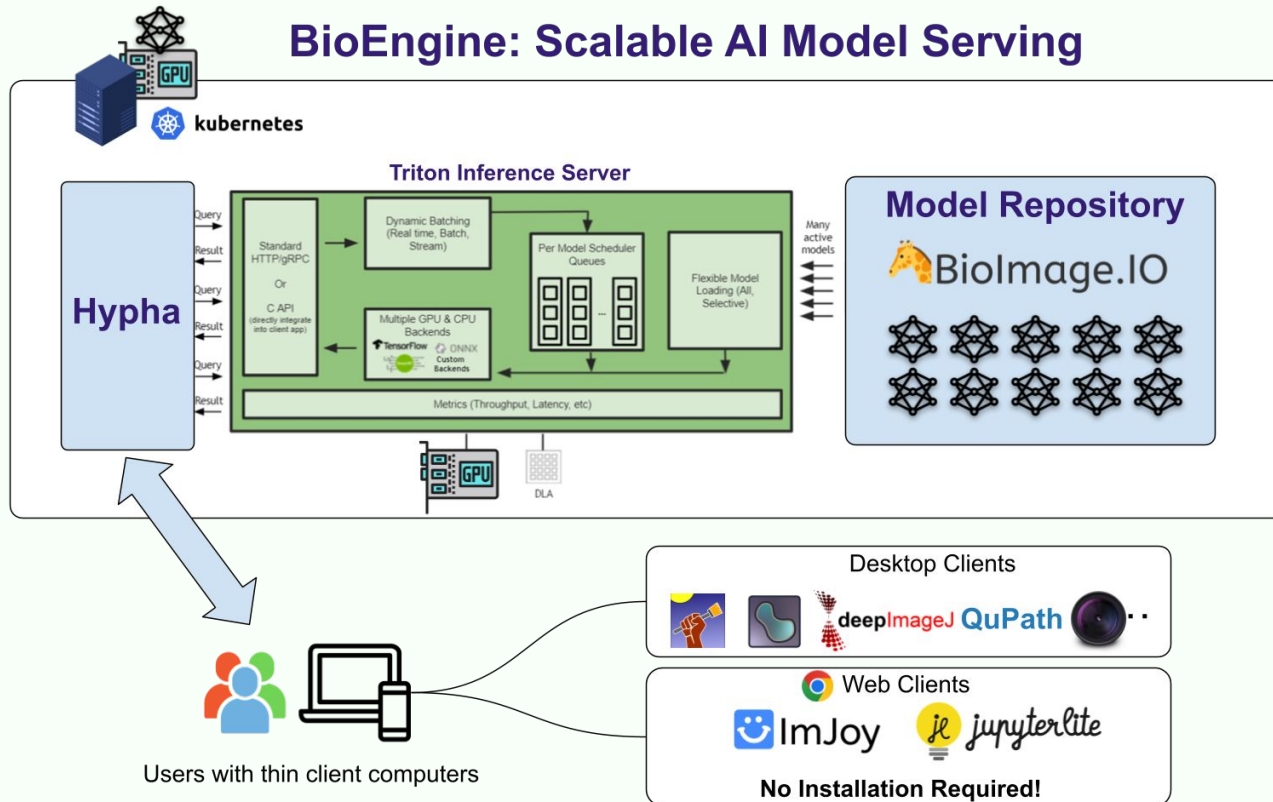 BioEngine: Scalable AI Model Serving
GPU
kubernetes
Triton Inference Server
Hypha
Query
Result
Query
Result
Query
Result
Standard
HTTP/gRPC
Or
C API
(directly integrate
into client app)
Dynamic Batching
(Real time, Batch,
Stream)
Per Model Scheduler
Queues
...
Flexible Model
Loading (All,
Selective)
Multiple GPU & CPU
Backends
TensorFlow
ONNX
Custom
Backends
Metrics (Throughput, Latency, etc)
Many
active
models
Model Repository
BioImage.IO
GPU
DLA
Desktop Clients
deepImageJ
QuPath
..
Web Clients
ImJoy
je
jupyterlite
No Installation Required!
Users with thin client computers